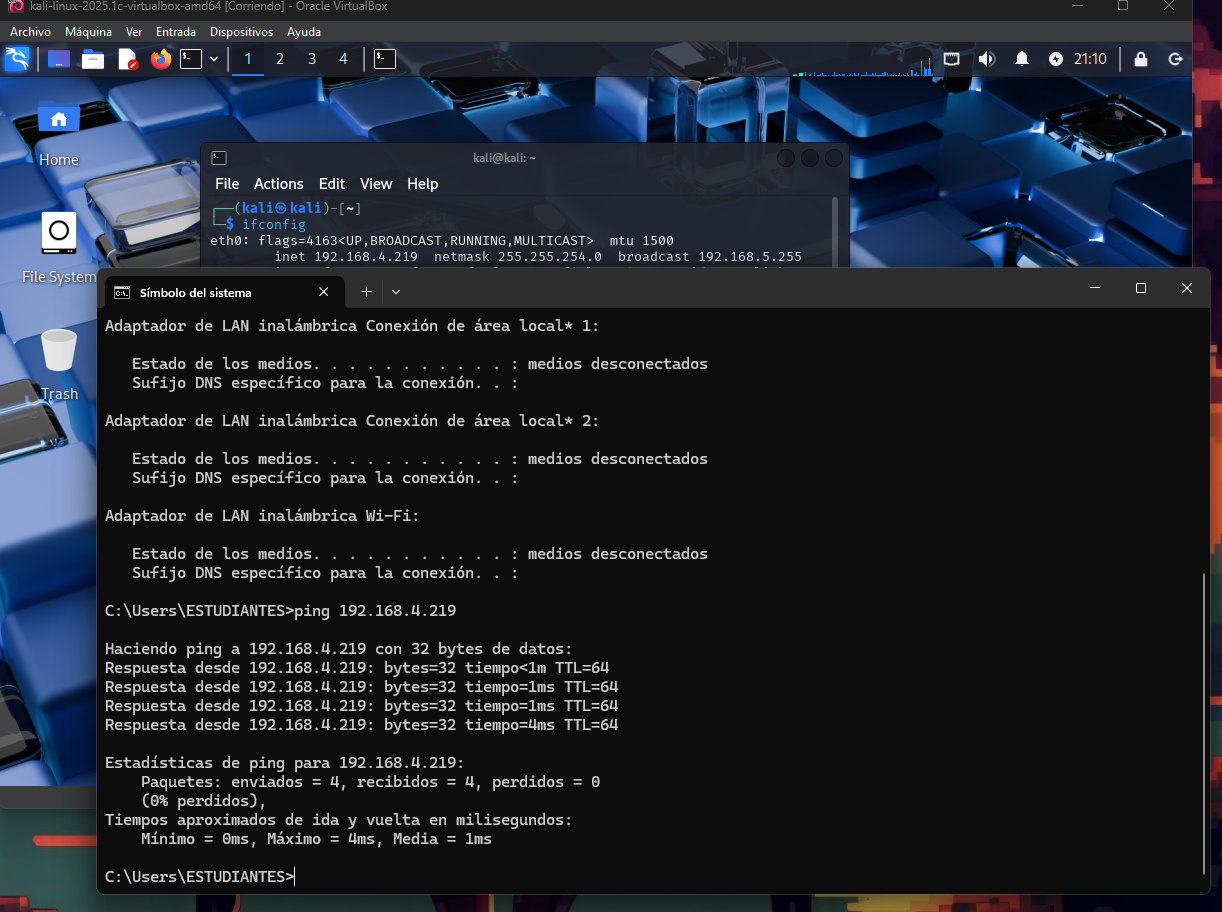 kali-linux-2025.1c-virtualbox-amd64 [Corriendo] - Oracle VirtualBox
Archivo Máquina Ver Entrada Dispositivos Ayuda
1 2 3 4 21:10
Home
File System
Trash
kali@kali: ~
File Actions Edit View Help
┌──(kali㉿kali)-[~]
└─$ ifconfig
eth0: flags=4163<UP,BROADCAST,RUNNING,MULTICAST> mtu 1500
inet 192.168.4.219 netmask 255.255.254.0 broadcast 192.168.5.255
Símbolo del sistema
Adaptador de LAN inalámbrica Conexión de área local* 1:
Estado de los medios. . . . . . . . . . . : medios desconectados
Sufijo DNS específico para la conexión. . :
Adaptador de LAN inalámbrica Conexión de área local* 2:
Estado de los medios. . . . . . . . . . . : medios desconectados
Sufijo DNS específico para la conexión. . :
Adaptador de LAN inalámbrica Wi-Fi:
Estado de los medios. . . . . . . . . . . : medios desconectados
Sufijo DNS específico para la conexión. . :
C:\Users\ESTUDIANTES>ping 192.168.4.219
Haciendo ping a 192.168.4.219 con 32 bytes de datos:
Respuesta desde 192.168.4.219: bytes=32 tiempo<1m TTL=64
Respuesta desde 192.168.4.219: bytes=32 tiempo=1ms TTL=64
Respuesta desde 192.168.4.219: bytes=32 tiempo=1ms TTL=64
Respuesta desde 192.168.4.219: bytes=32 tiempo=4ms TTL=64
Estadísticas de ping para 192.168.4.219:
Paquetes: enviados = 4, recibidos = 4, perdidos = 0
(0% perdidos),
Tiempos aproximados de ida y vuelta en milisegundos:
Mínimo = 0ms, Máximo = 4ms, Media = 1ms
C:\Users\ESTUDIANTES>